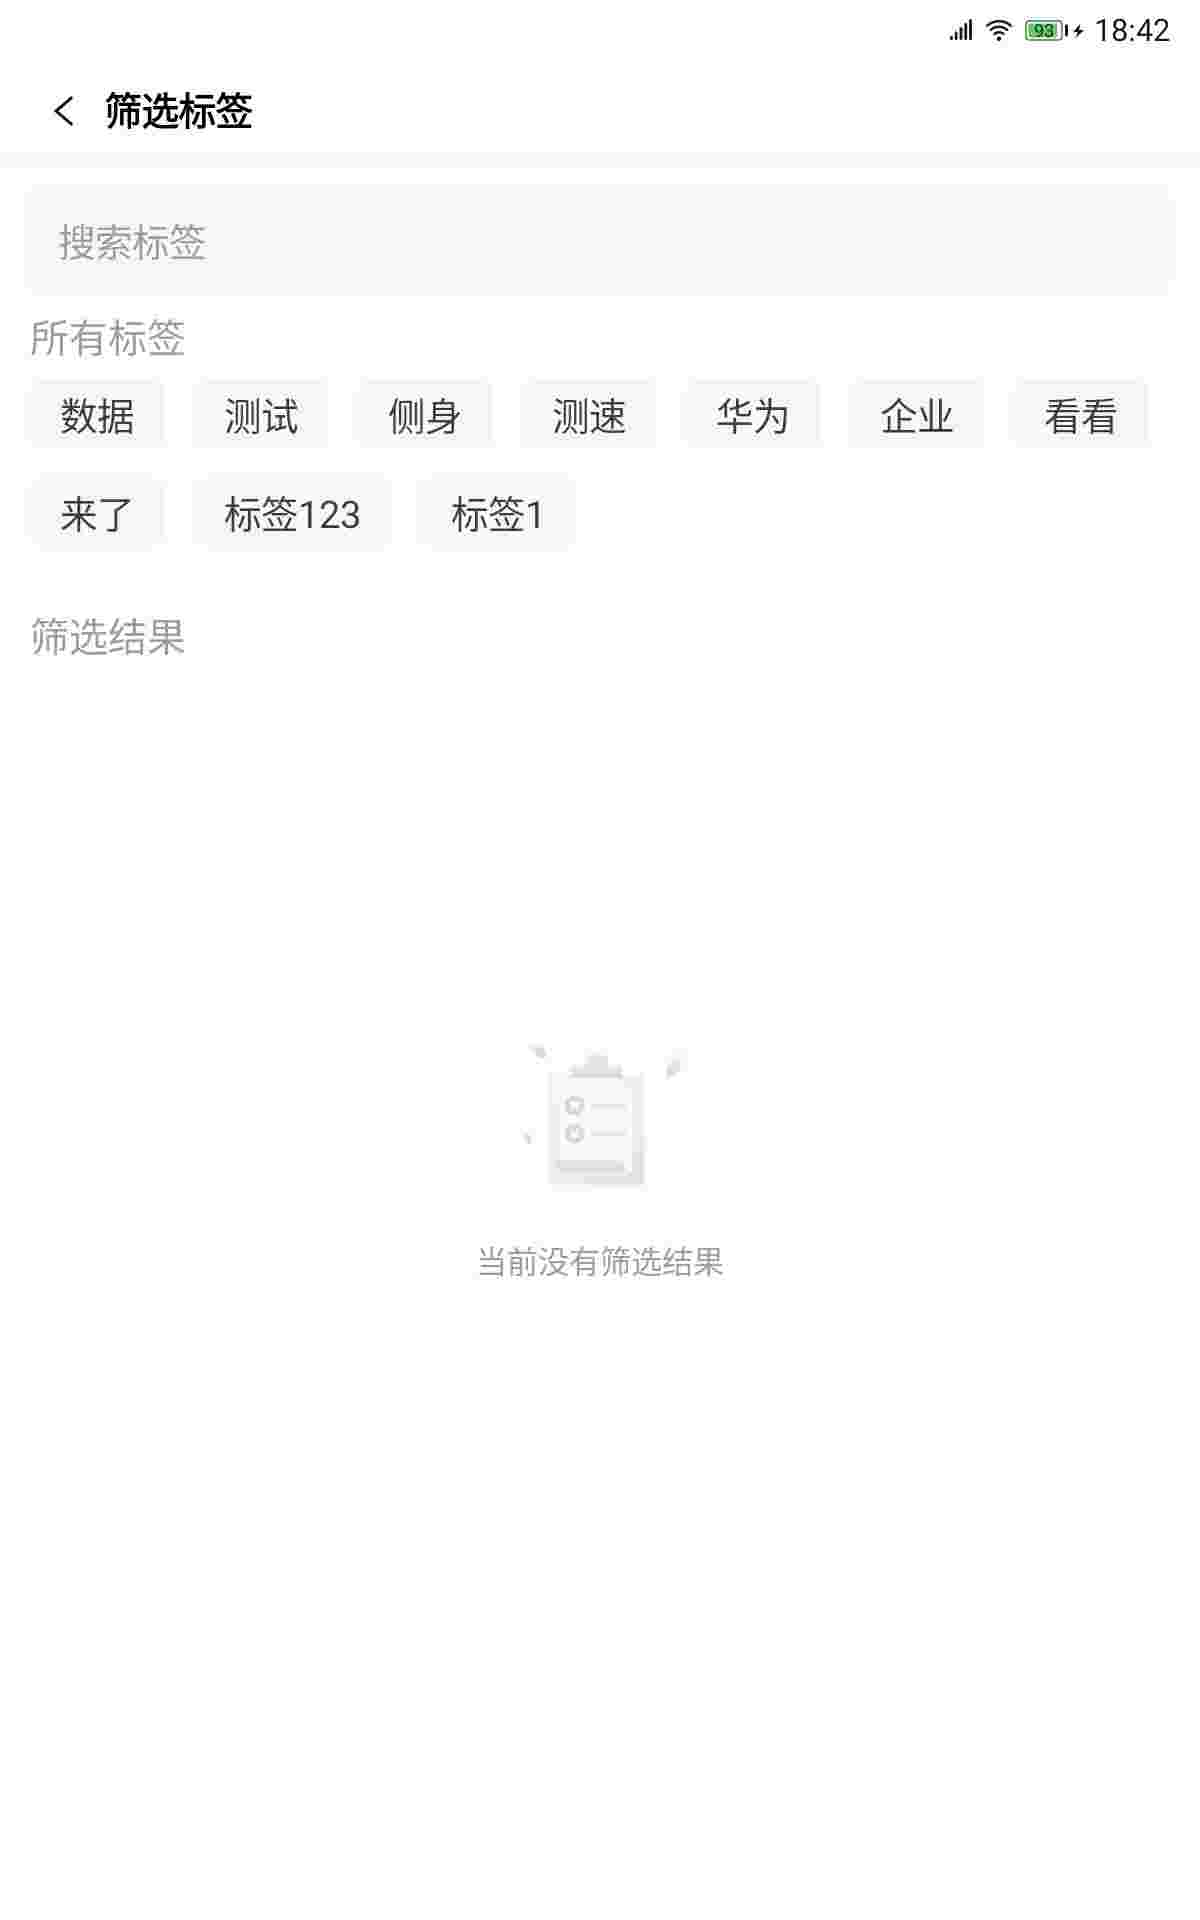 93 18:42
筛选标签
搜索标签
所有标签
数据 测试 侧身 测速 华为 企业 看看
来了 标签123 标签1
筛选结果
当前没有筛选结果